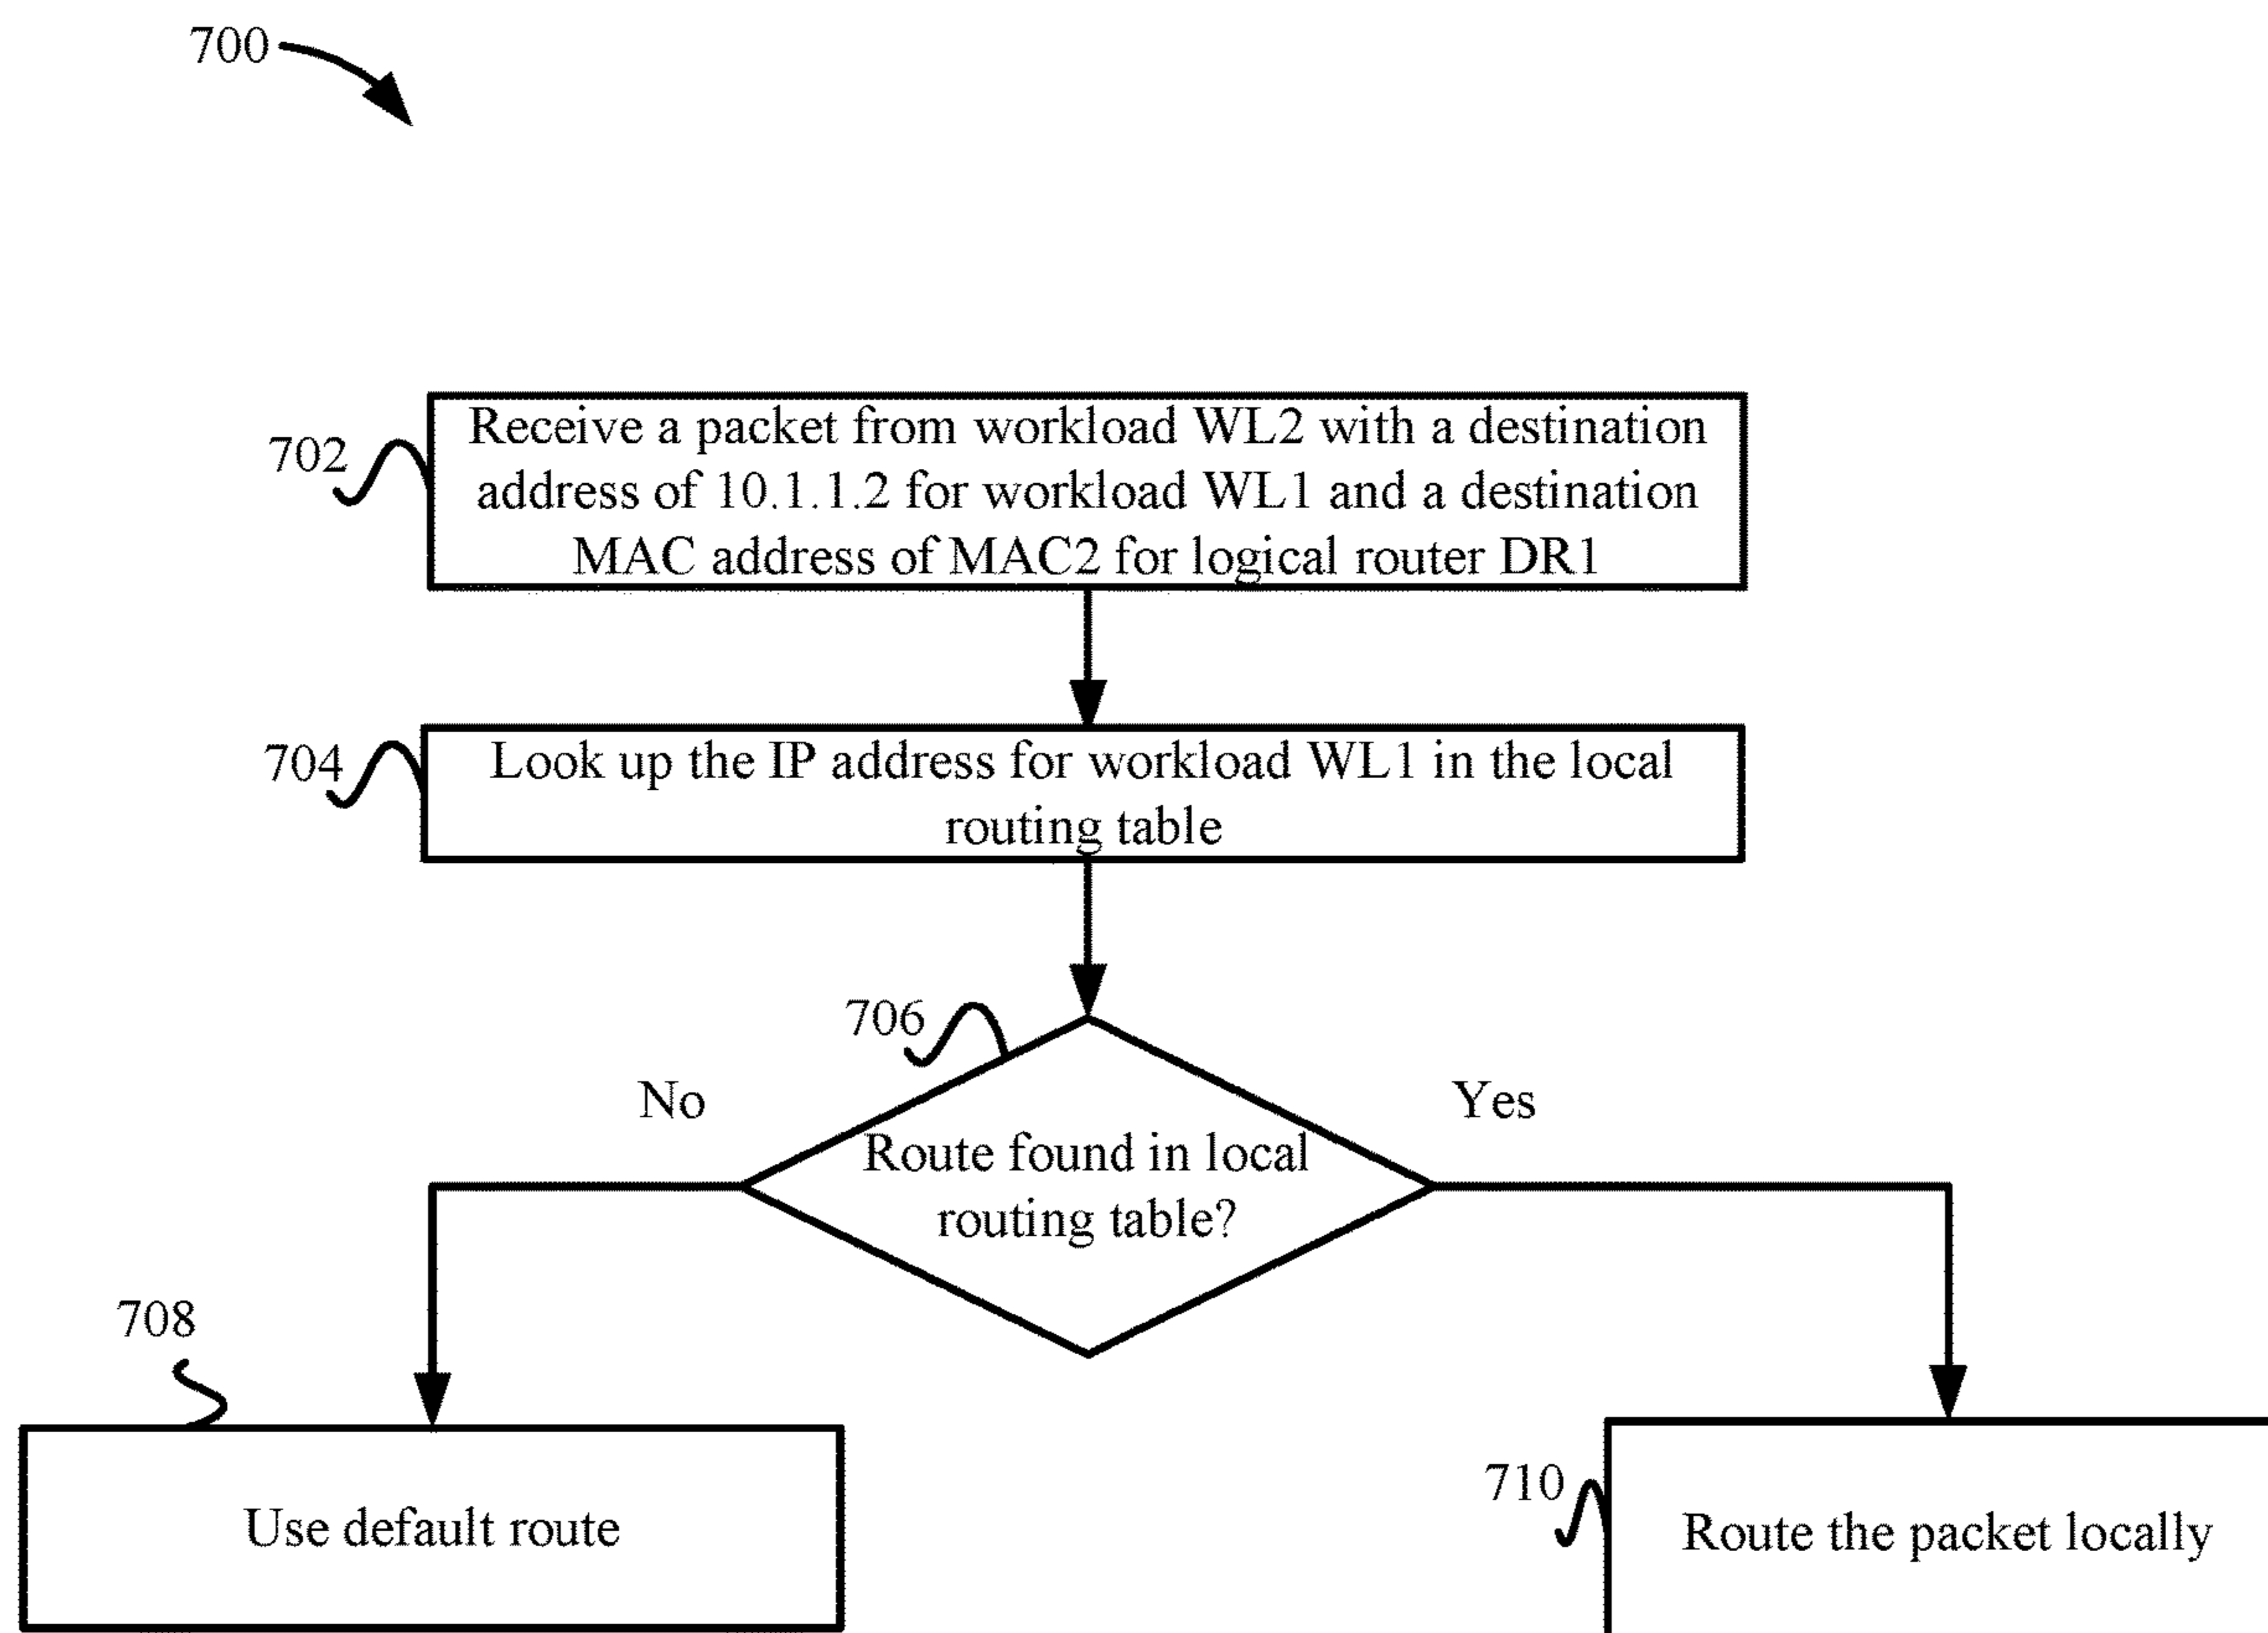 700
702
Receive a packet from workload WL2 with a destination
address of 10.1.1.2 for workload WL1 and a destination
MAC address of MAC2 for logical router DR1
704
Look up the IP address for workload WL1 in the local
routing table
706
No
Yes
Route found in local
routing table?
708
Use default route
710
Route the packet locally